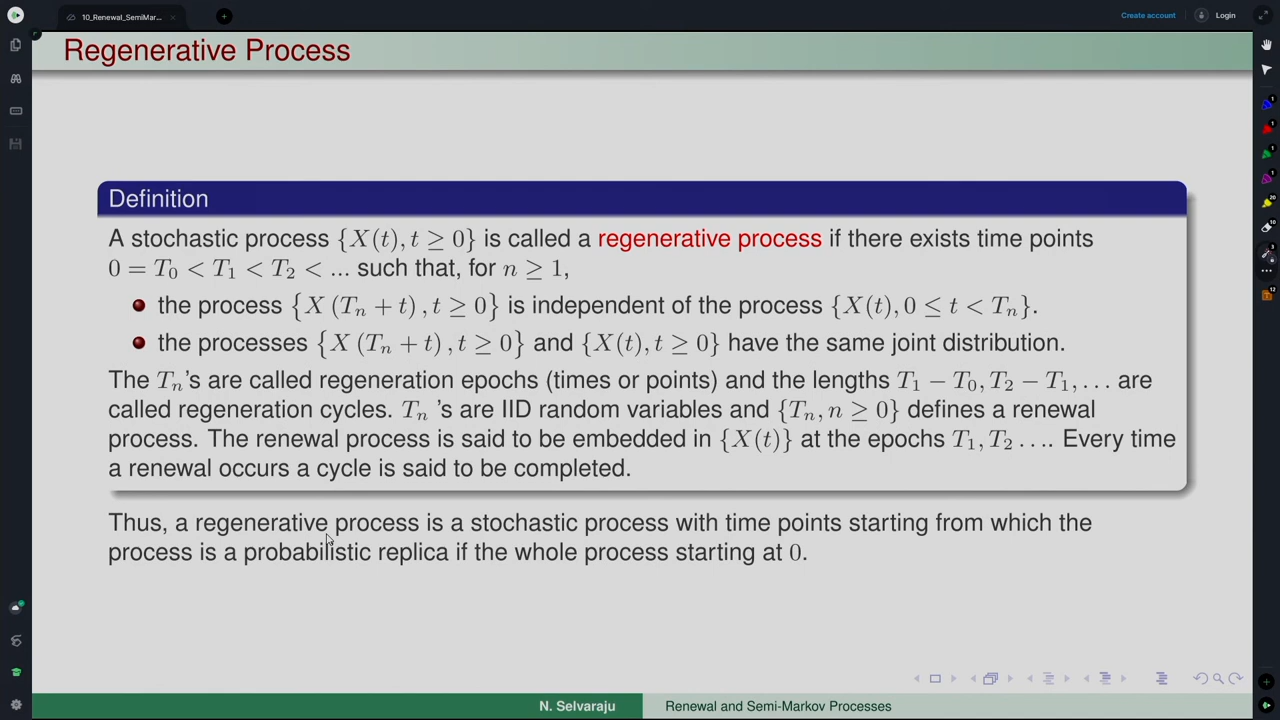 10_Renewal_SemiMar...
Create account
Login
Regenerative Process
Definition
A stochastic process {X(t), t ≥ 0} is called a regenerative process if there exists time points
0 = T₀ < T₁ < T₂ < ... such that, for n ≥ 1,
the process {X (Tₙ + t) , t ≥ 0} is independent of the process {X(t), 0 ≤ t < Tₙ}.
the processes {X (Tₙ + t) , t ≥ 0} and {X(t), t ≥ 0} have the same joint distribution.
The Tₙ's are called regeneration epochs (times or points) and the lengths T₁ − T₀, T₂ − T₁, . . . are
called regeneration cycles. Tₙ 's are IID random variables and {Tₙ, n ≥ 0} defines a renewal
process. The renewal process is said to be embedded in {X(t)} at the epochs T₁, T₂ . . .. Every time
a renewal occurs a cycle is said to be completed.
Thus, a regenerative process is a stochastic process with time points starting from which the
process is a probabilistic replica if the whole process starting at 0.
N. Selvaraju
Renewal and Semi-Markov Processes